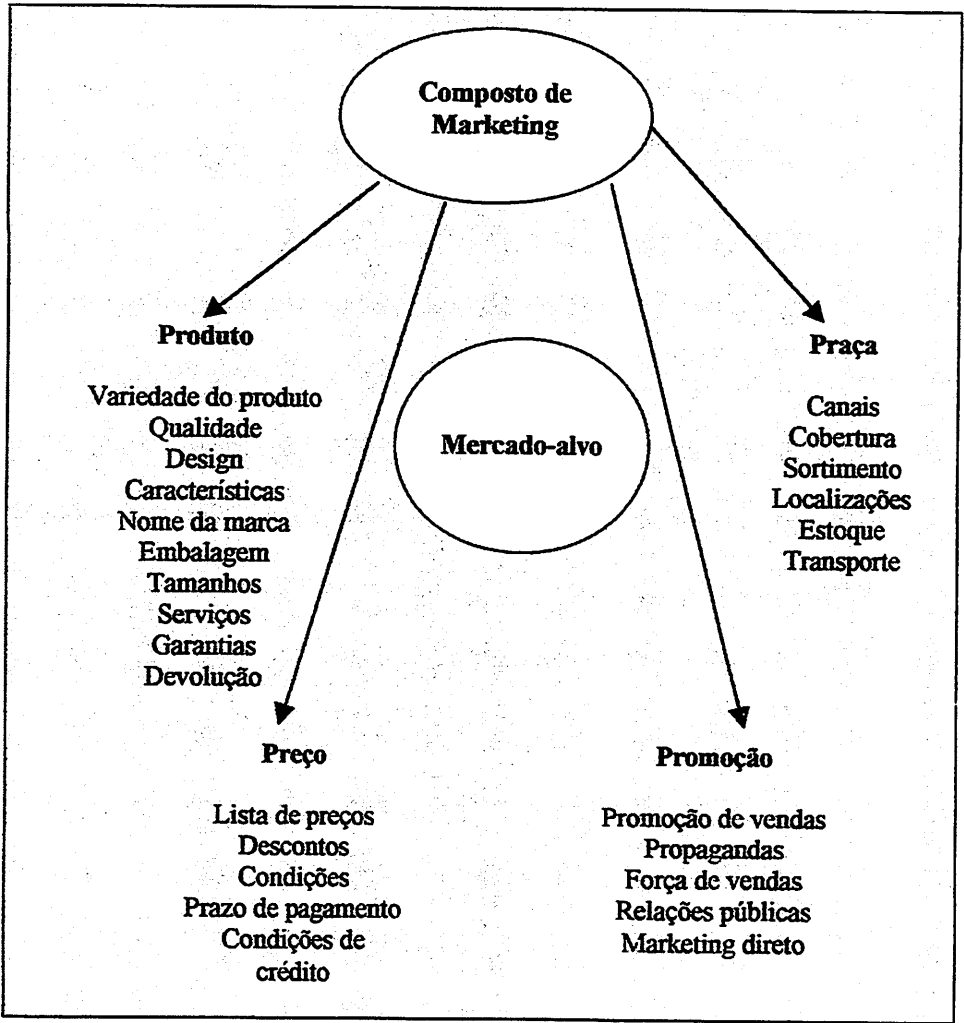 Composto de
Marketing
Produto
Variedade do produto
Qualidade
Design
Características
Nome da marca
Embalagem
Tamanhos
Serviços
Garantias
Devolução
Mercado-alvo
Praça
Canais
Cobertura
Sortimento
Localizações
Estoque
Transporte
Preço
Lista de preços
Descontos
Condições
Prazo de pagamento
Condições de
crédito
Promoção
Promoção de vendas
Propagandas
Força de vendas
Relações públicas
Marketing direto